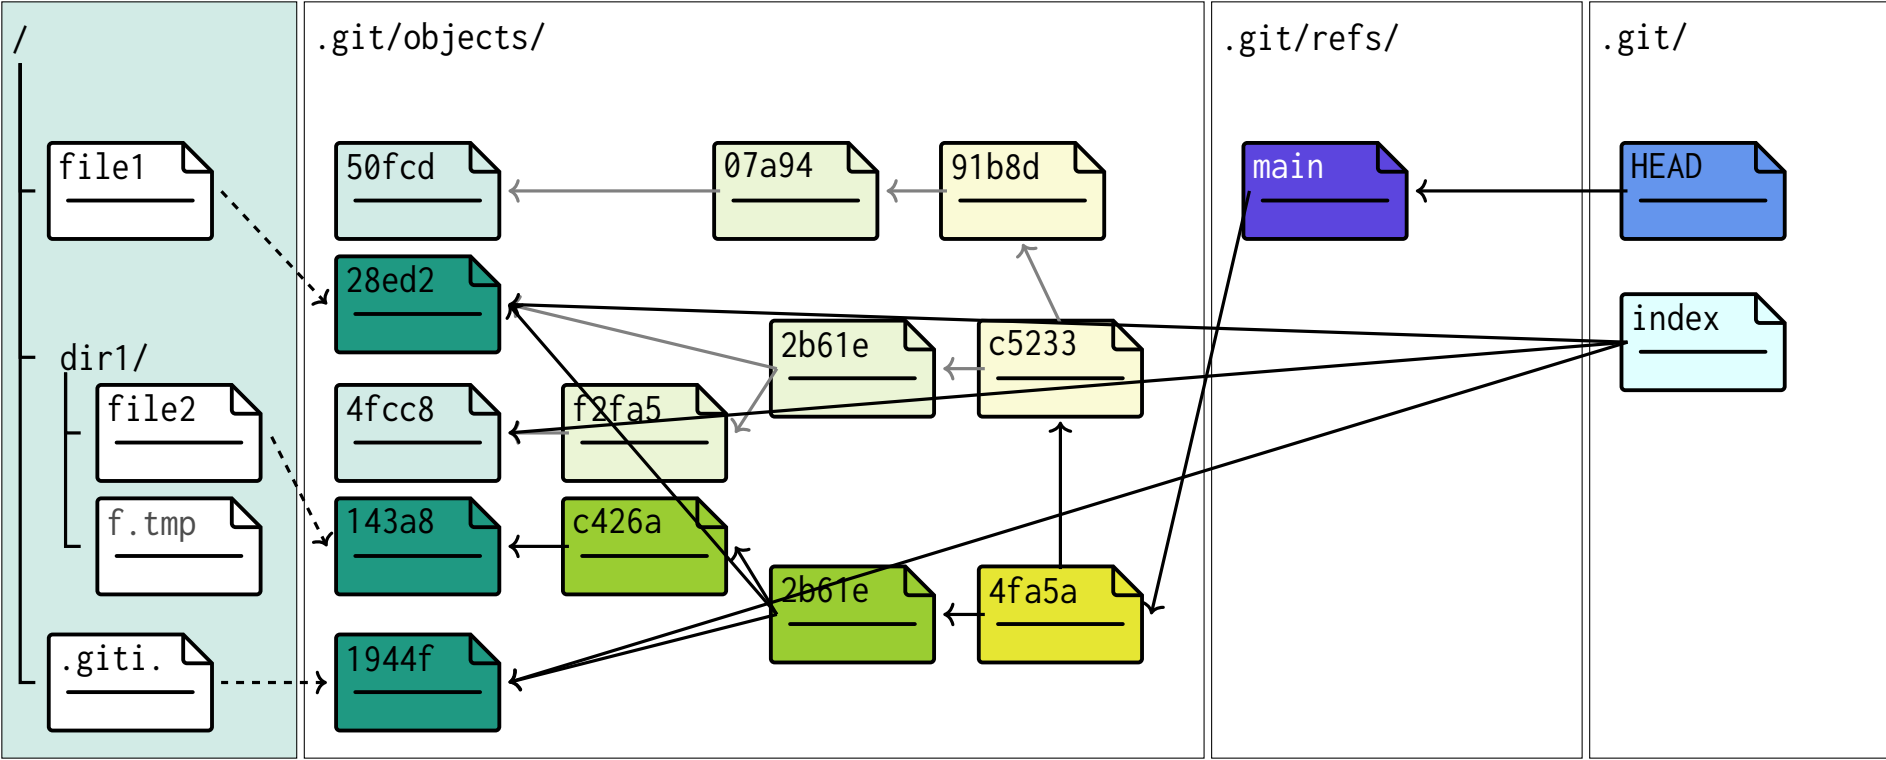 /
.git/objects/
.git/refs/
.git/
file1
50fcd
07a94
91b8d
main
HEAD
28ed2
index
2b61e
c5233
dir1/
file2
4fcc8
f2fa5
f.tmp
143a8
c426a
2b61e
4fa5a
.giti.
1944f